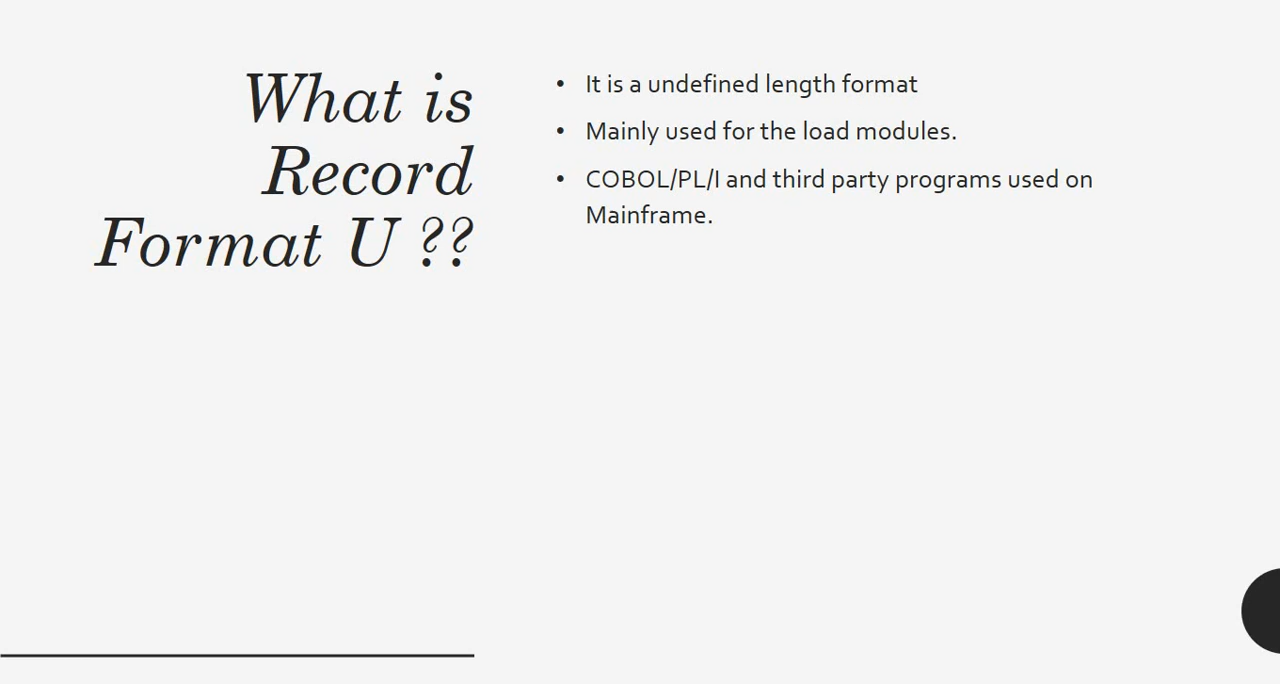 What is
Record
Format U ??
• It is a undefined length format
• Mainly used for the load modules.
• COBOL/PL/I and third party programs used on
Mainframe.